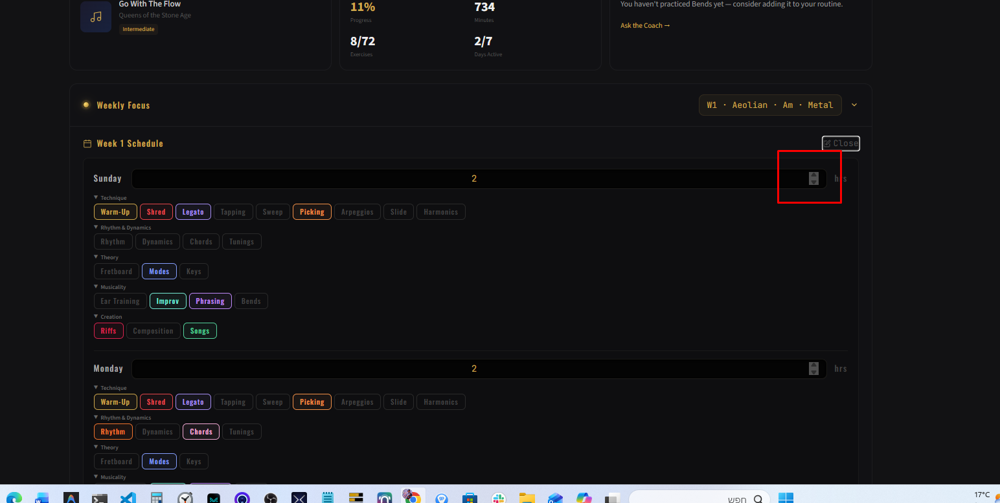 Go With The Flow
Queens of the Stone Age
Intermediate
11%
Progress
734
Minutes
8/72
Exercises
2/7
Days Active
You haven't practiced Bends yet — consider adding it to your routine.
Ask the Coach →
Weekly Focus
W1 · Aeolian · Am · Metal
Week 1 Schedule
Close
Sunday 2 hrs
Technique
Warm-Up Shred Legato Tapping Sweep Picking Arpeggios Slide Harmonics
Rhythm & Dynamics
Rhythm Dynamics Chords Tunings
Theory
Fretboard Modes Keys
Musicality
Ear Training Improv Phrasing Bends
Creation
Riffs Composition Songs
Monday 2 hrs
Technique
Warm-Up Shred Legato Tapping Sweep Picking Arpeggios Slide Harmonics
Rhythm & Dynamics
Rhythm Dynamics Chords Tunings
Theory
Fretboard Modes Keys
Musicality
חפש
17°C